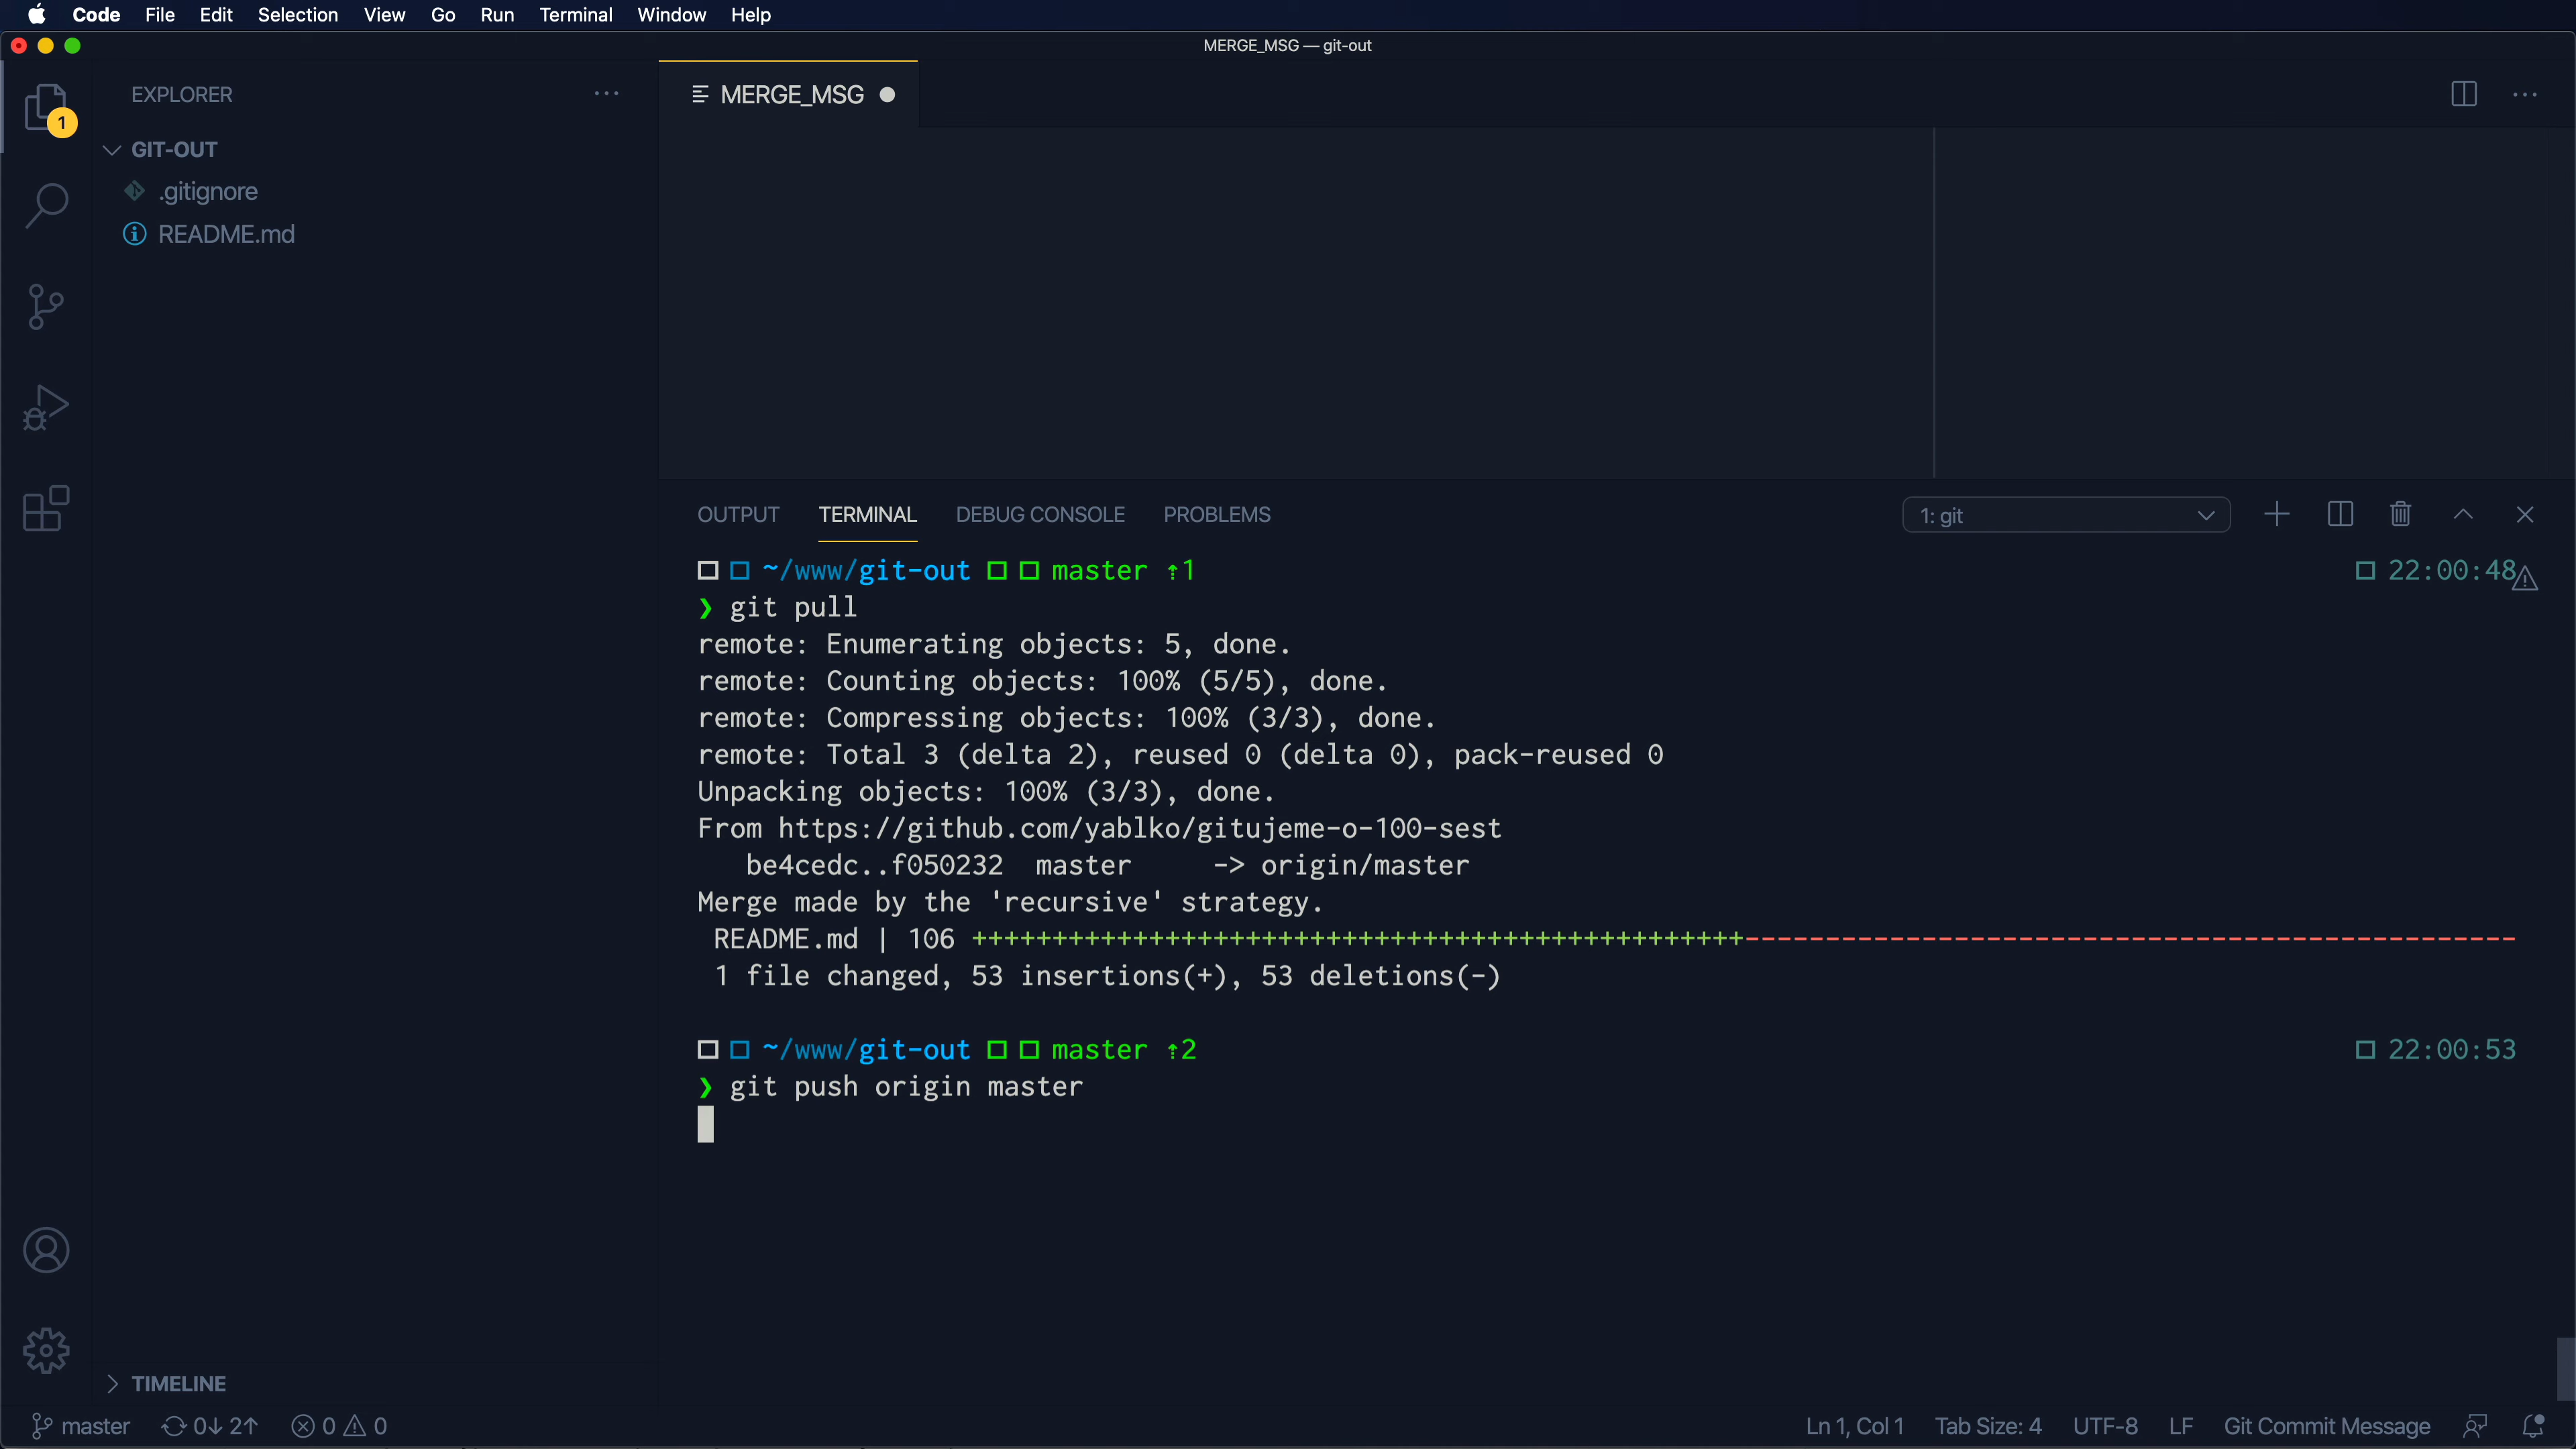 Code File Edit Selection View Go Run Terminal Window Help
MERGE_MSG — git-out
EXPLORER
1
MERGE_MSG
GIT-OUT
.gitignore
README.md
OUTPUT TERMINAL DEBUG CONSOLE PROBLEMS
1: git
~/www/git-out master ⇡1 22:00:48
❯ git pull
remote: Enumerating objects: 5, done.
remote: Counting objects: 100% (5/5), done.
remote: Compressing objects: 100% (3/3), done.
remote: Total 3 (delta 2), reused 0 (delta 0), pack-reused 0
Unpacking objects: 100% (3/3), done.
From https://github.com/yablko/gitujeme-o-100-sest
be4cedc..f050232 master -> origin/master
Merge made by the 'recursive' strategy.
README.md | 106 ++++++++++++++++++++++++++++++++++++++++++++++++------------------------------------------------
1 file changed, 53 insertions(+), 53 deletions(-)
~/www/git-out master ⇡2 22:00:53
❯ git push origin master
TIMELINE
master 0↓ 2↑ 0 0 Ln 1, Col 1 Tab Size: 4 UTF-8 LF Git Commit Message